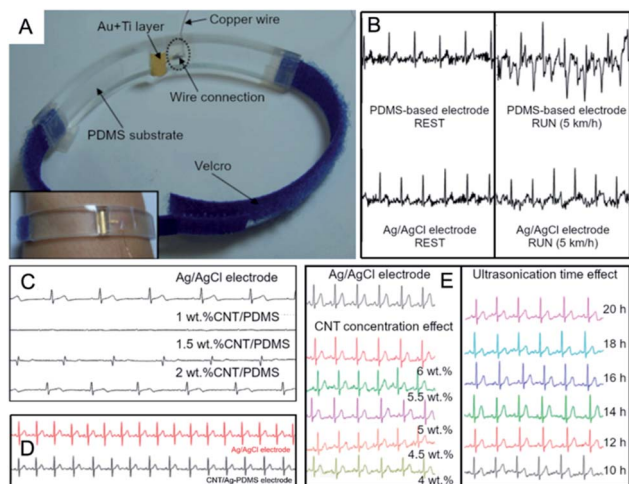 A
Copper wire
Au+Ti layer
Wire connection
PDMS substrate
Velcro
B
PDMS-based electrode
REST
PDMS-based electrode
RUN (5 km/h)
Ag/AgCl electrode
REST
Ag/AgCl electrode
RUN (5 km/h)
C
Ag/AgCl electrode
1 wt.%CNT/PDMS
1.5 wt.%CNT/PDMS
2 wt.%CNT/PDMS
D
Ag/AgCl electrode
CNT/Ag-PDMS electrode
E
Ag/AgCl electrode
CNT concentration effect
6 wt.%
5.5 wt.%
5 wt.%
4.5 wt.%
4 wt.%
Ultrasonication time effect
20 h
18 h
16 h
14 h
12 h
10 h